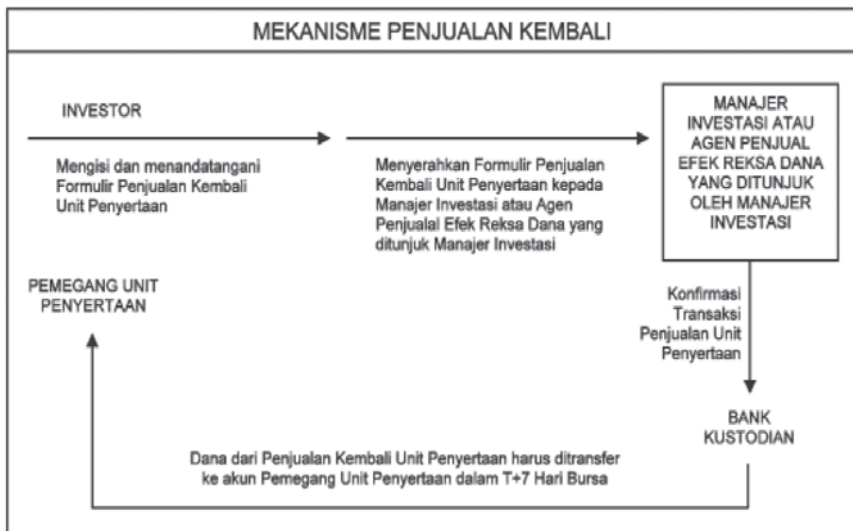 MEKANISME PENJUALAN KEMBALI
INVESTOR
Mengisi dan menandatangani
Formulir Penjualan Kembali
Unit Penyertaan
Menyerahkan Formulir Penjualan
Kembali Unit Penyertaan kepada
Manajer Investasi atau Agen
Penjualal Efek Reksa Dana yang
ditunjuk Manajer Investasi
MANAJER
INVESTASI ATAU
AGEN PENJUAL
EFEK REKSA DANA
YANG DITUNJUK
OLEH MANAJER
INVESTASI
PEMEGANG UNIT
PENYERTAAN
Konfirmasi
Transaksi
Penjualan Unit
Penyertaan
BANK
KUSTODIAN
Dana dari Penjualan Kembali Unit Penyertaan harus ditransfer
ke akun Pemegang Unit Penyertaan dalam T+7 Hari Bursa